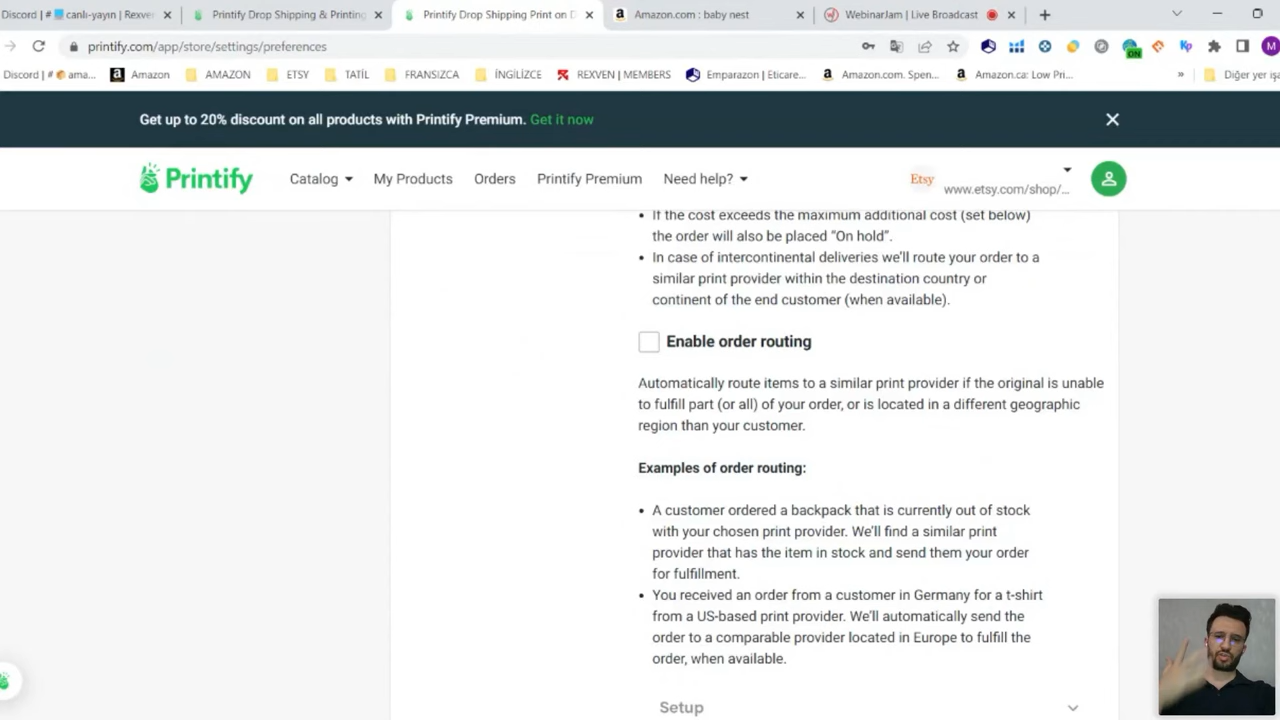 Discord | # canlı-yayın | Rexver
Printify Drop Shipping & Printing
Printify Drop Shipping Print on D
Amazon.com : baby nest
WebinarJam | Live Broadcast
printify.com/app/store/settings/preferences
ON
M
Discord | # ama...
Amazon
AMAZON
ETSY
TATİL
FRANSIZCA
İNGİLİZCE
REXVEN | MEMBERS
Emparazon | Eticare...
Amazon.com. Spen...
Amazon.ca: Low Pri...
»
Diğer yer işa
Get up to 20% discount on all products with Printify Premium. Get it now
Printify
Catalog
My Products
Orders
Printify Premium
Need help?
Etsy
www.etsy.com/shop/...
• If the cost exceeds the maximum additional cost (set below)
the order will also be placed “On hold”.
• In case of intercontinental deliveries we’ll route your order to a
similar print provider within the destination country or
continent of the end customer (when available).
Enable order routing
Automatically route items to a similar print provider if the original is unable
to fulfill part (or all) of your order, or is located in a different geographic
region than your customer.
Examples of order routing:
• A customer ordered a backpack that is currently out of stock
with your chosen print provider. We’ll find a similar print
provider that has the item in stock and send them your order
for fulfillment.
• You received an order from a customer in Germany for a t-shirt
from a US-based print provider. We’ll automatically send the
order to a comparable provider located in Europe to fulfill the
order, when available.
Setup